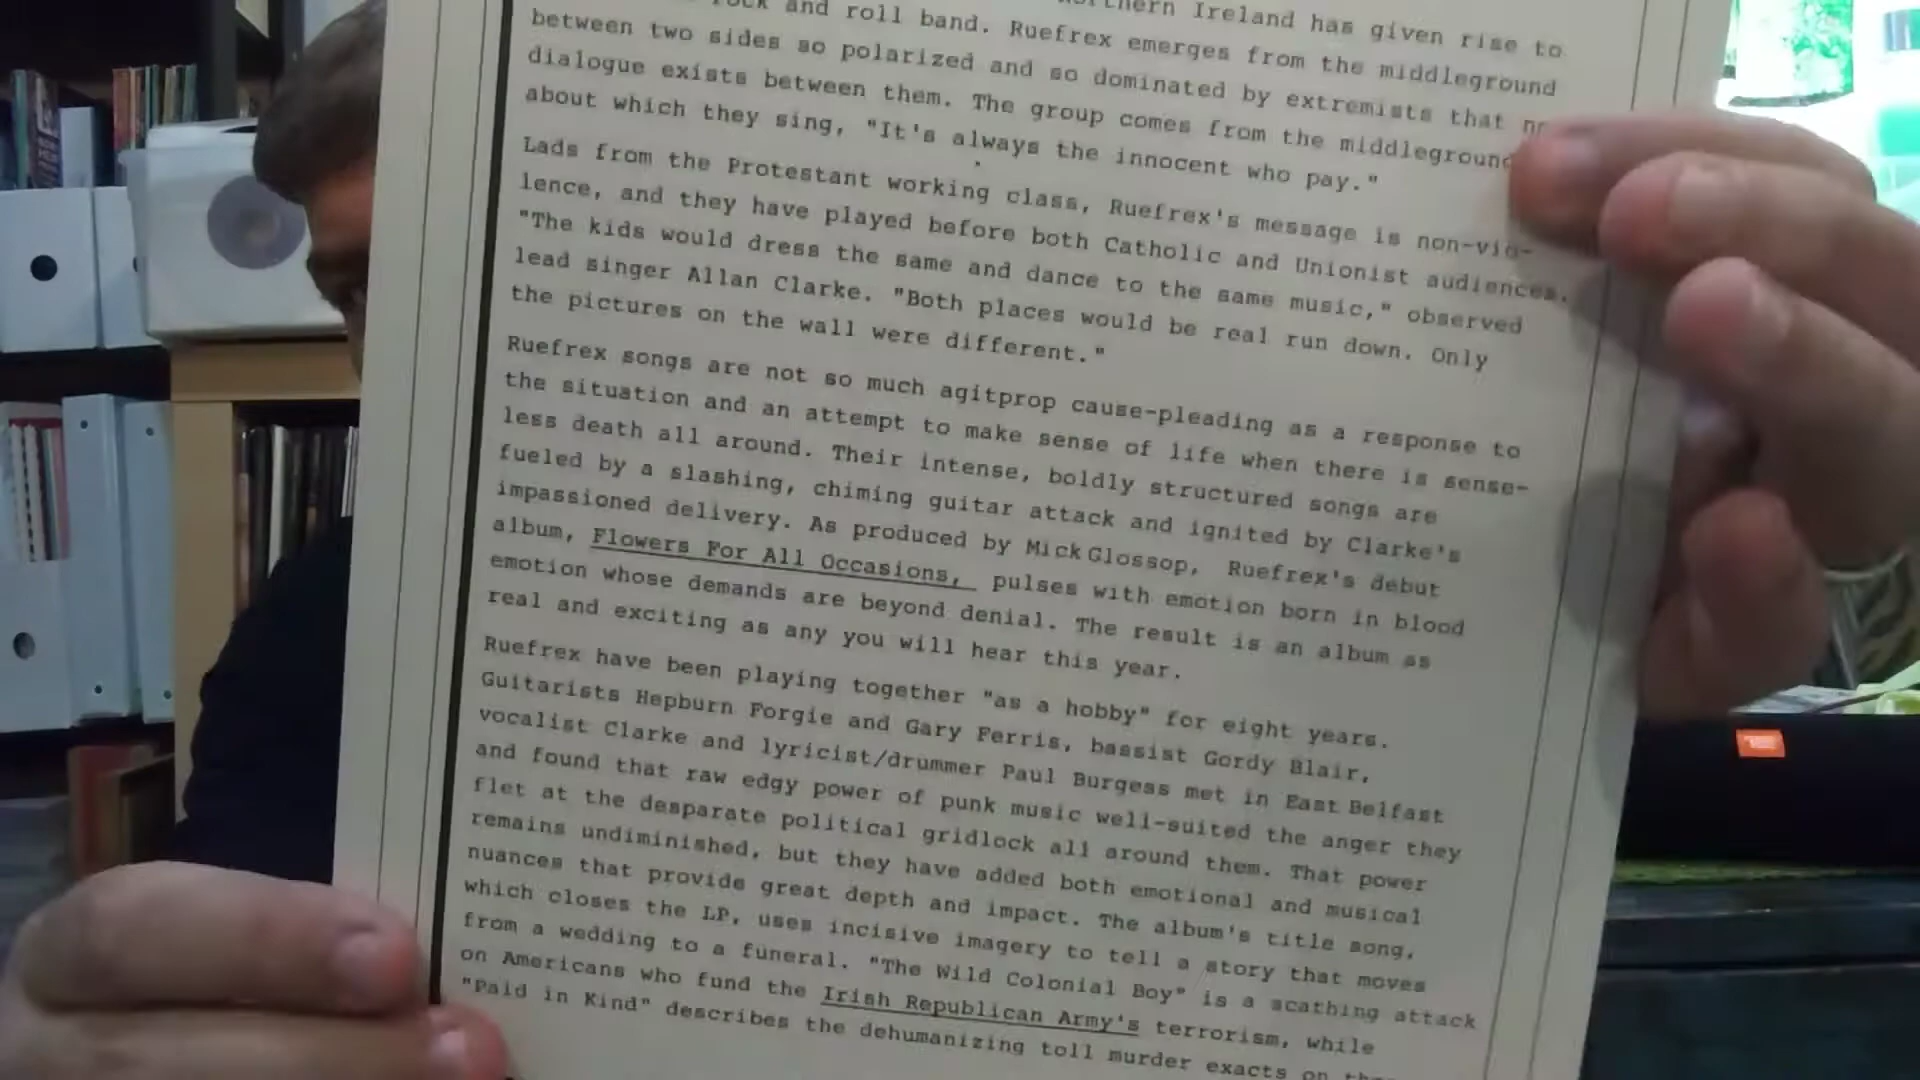 and roll band. Ruefrex emerges from the middleground
Ireland has given rise to
between two sides so polarized and so dominated by extremists that
dialogue exists between them. The group comes from the middleground
about which they sing, "It's always the innocent who pay."
Lads from the Protestant working class, Ruefrex's message is non-vio-
lence, and they have played before both Catholic and Unionist audiences.
"The kids would dress the same and dance to the same music," observed
lead singer Allan Clarke. "Both places would be real run down. Only
the pictures on the wall were different."
Ruefrex songs are not so much agitprop cause-pleading as a response to
the situation and an attempt to make sense of life when there is sense-
less death all around. Their intense, boldly structured songs are
fueled by a slashing, chiming guitar attack and ignited by Clarke's
impassioned delivery. As produced by Mick Glossop, Ruefrex's debut
album, Flowers For All Occasions, pulses with emotion born in blood
emotion whose demands are beyond denial. The result is an album as
real and exciting as any you will hear this year.
Ruefrex have been playing together "as a hobby" for eight years.
Guitarists Hepburn Forgie and Gary Ferris, bassist Gordy Blair,
vocalist Clarke and lyricist/drummer Paul Burgess met in East Belfast
and found that raw edgy power of punk music well-suited the anger they
flet at the desparate political gridlock all around them. That power
remains undiminished, but they have added both emotional and musical
nuances that provide great depth and impact. The album's title song,
which closes the LP, uses incisive imagery to tell a story that moves
from a wedding to a funeral. "The Wild Colonial Boy" is a scathing attack
on Americans who fund the Irish Republican Army's terrorism, while
"Paid in Kind" describes the dehumanizing toll murder exacts on